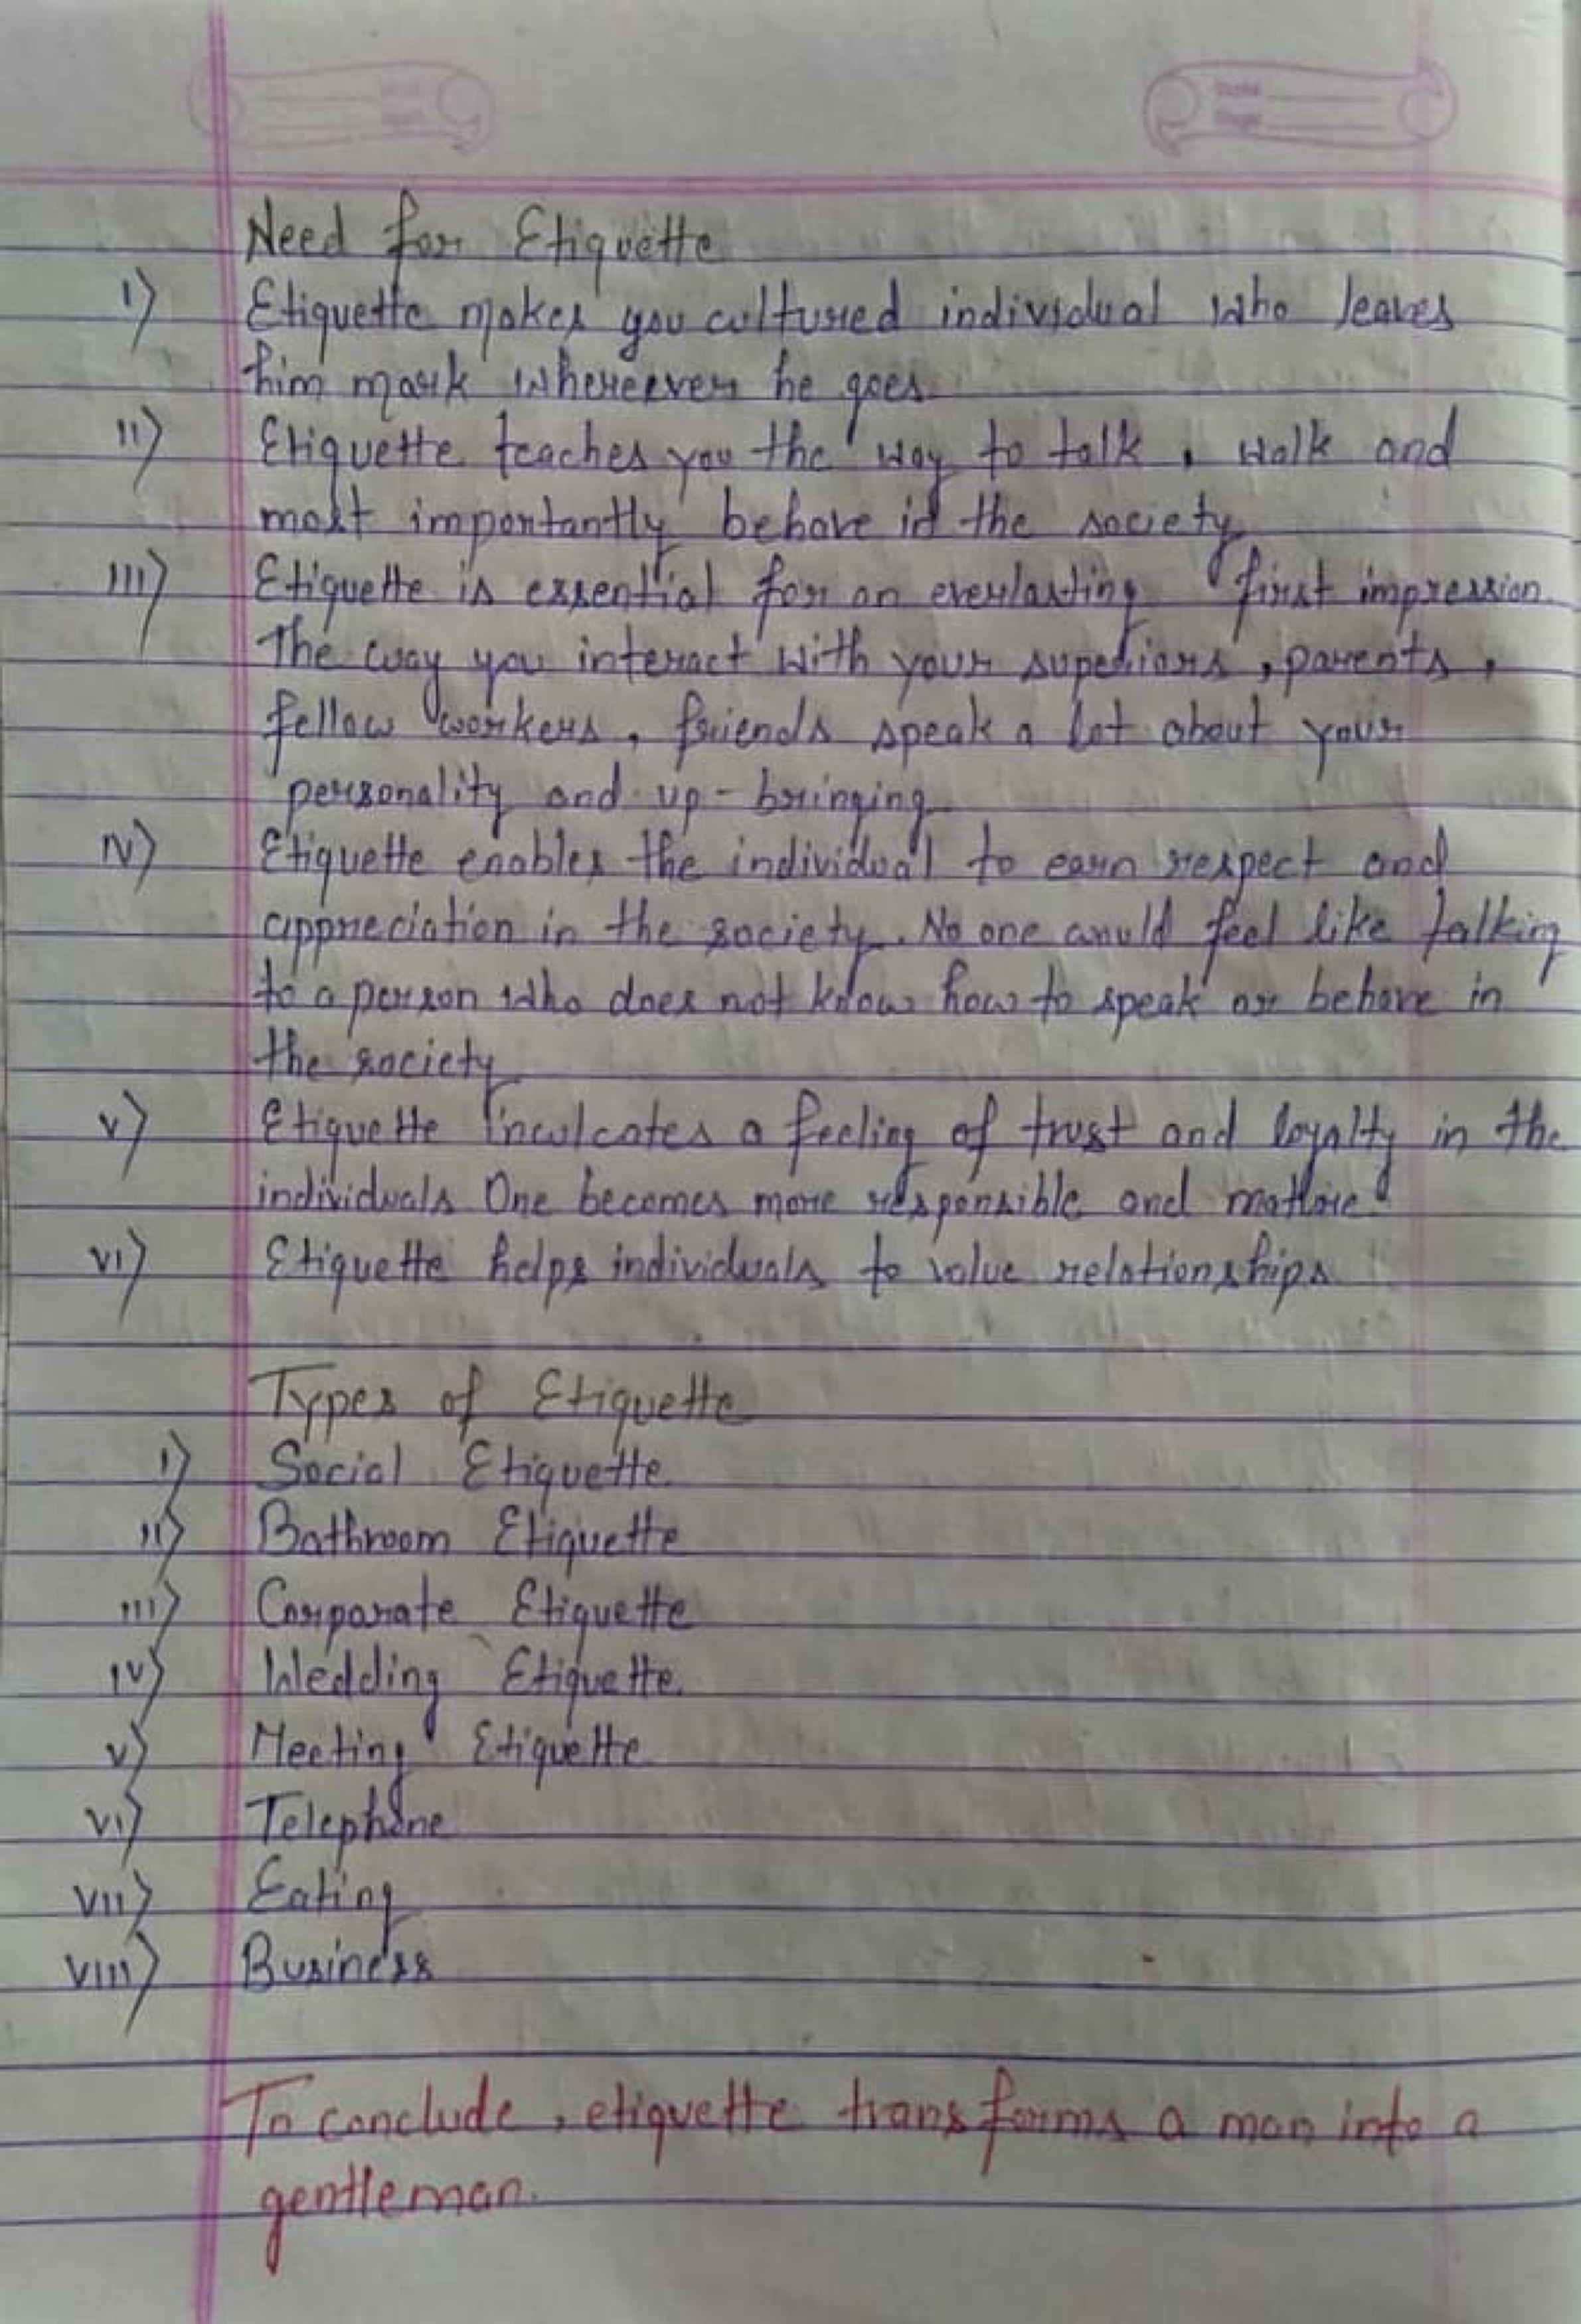 Need for Etiquette
I) Etiquette makes you cultured individual who leaves
him mark whereever he goes
II) Etiquette teaches you the way to talk, walk and
most importantly behave in the society
III) Etiquette is essential for an everlasting first impression.
The way you interact with your superiors, parents,
fellow workers, friends speak a lot about your
personality and up-bringing
IV) Etiquette enables the individual to earn respect and
appreciation in the society. No one would feel like talking
to a person who does not know how to speak or behave in
the society
V) Etiquette inculcates a feeling of trust and loyalty in the
individuals One becomes more responsible and mature.
VI) Etiquette helps individuals to value relationships
Types of Etiquette
I) Social Etiquette
II) Bathroom Etiquette
III) Corporate Etiquette
IV) Wedding Etiquette
V) Meeting Etiquette
VI) Telephone
VII) Eating
VIII) Business
To conclude, etiquette transforms a man into a
gentleman.